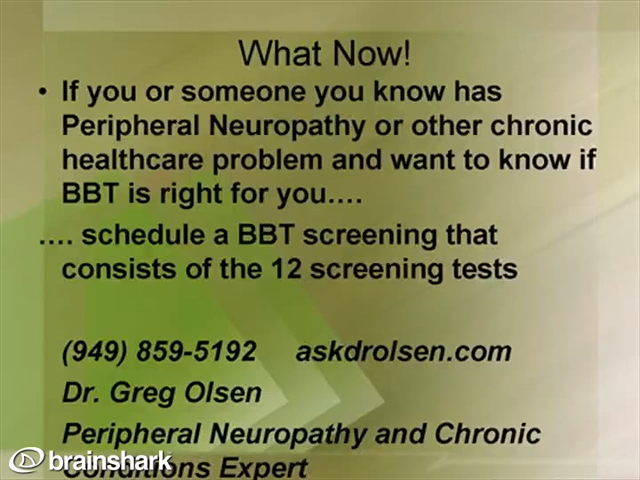 What Now!
• If you or someone you know has
Peripheral Neuropathy or other chronic
healthcare problem and want to know if
BBT is right for you….
…. schedule a BBT screening that
consists of the 12 screening tests
(949) 859-5192 askdrolsen.com
Dr. Greg Olsen
Peripheral Neuropathy and Chronic
Conditions Expert
brainshark